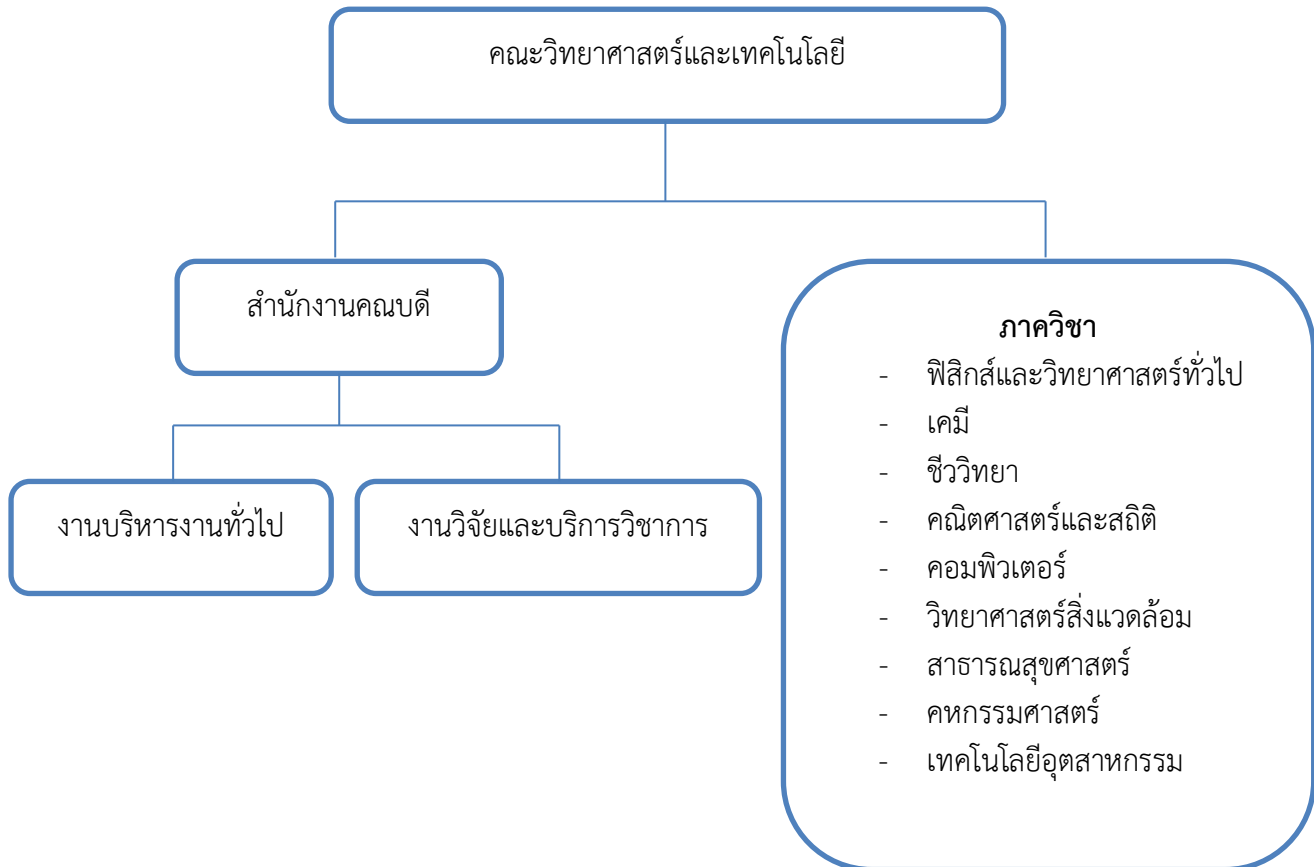 คณะวิทยาศาสตร์และเทคโนโลยี
สำนักงานคณบดี
งานบริหารงานทั่วไป
งานวิจัยและบริการวิชาการ
ภาควิชา
- ฟิสิกส์และวิทยาศาสตร์ทั่วไป
- เคมี
- ชีววิทยา
- คณิตศาสตร์และสถิติ
- คอมพิวเตอร์
- วิทยาศาสตร์สิ่งแวดล้อม
- สาธารณสุขศาสตร์
- คหกรรมศาสตร์
- เทคโนโลยีอุตสาหกรรม